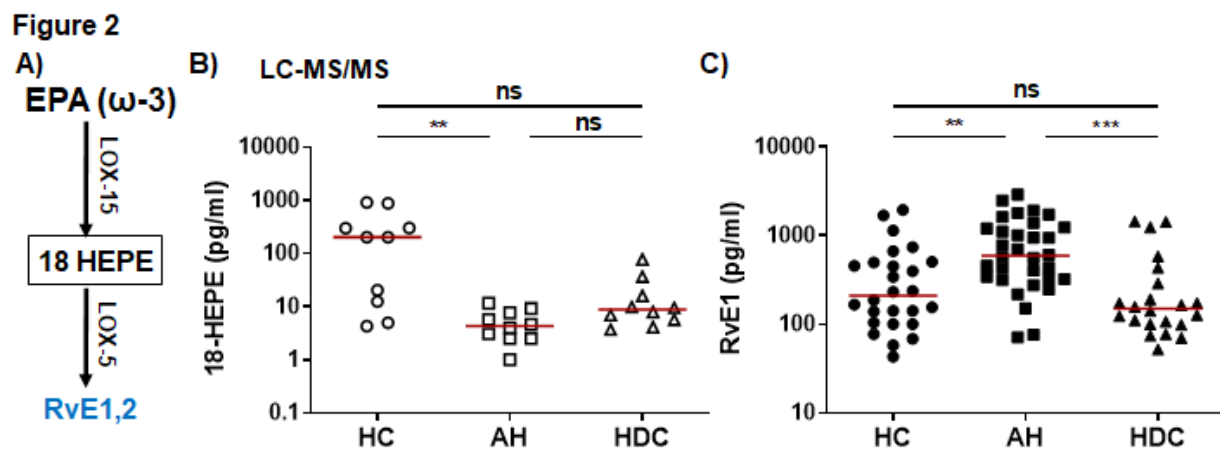 Figure 2
A)
EPA (ω-3)
LOX-15
18 HEPE
LOX-5
RvE1,2
B)
LC-MS/MS
ns
**
ns
18-HEPE (pg/ml)
10000
1000
100
10
1
0.1
HC
AH
HDC
C)
ns
**
***
RvE1 (pg/ml)
10000
1000
100
10
HC
AH
HDC